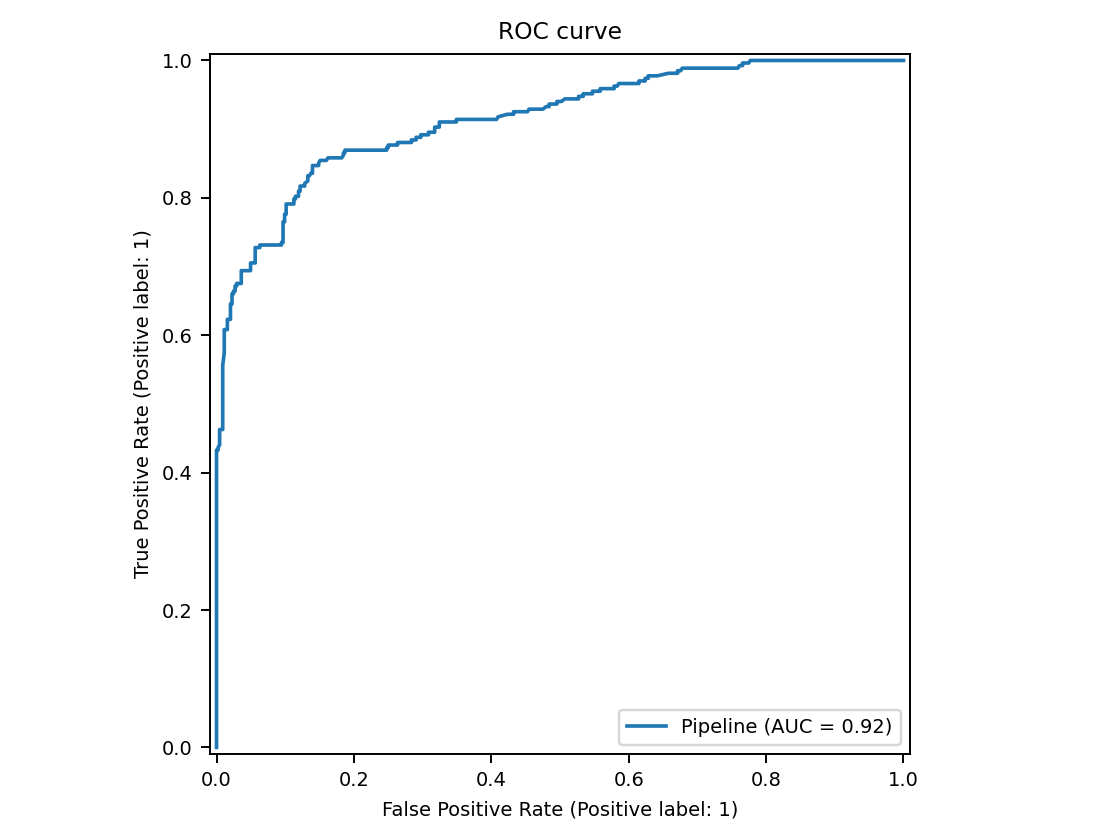 ROC curve
1.0
0.8
0.6
0.4
0.2
0.0
True Positive Rate (Positive label: 1)
Pipeline (AUC = 0.92)
0.0 0.2 0.4 0.6 0.8 1.0
False Positive Rate (Positive label: 1)